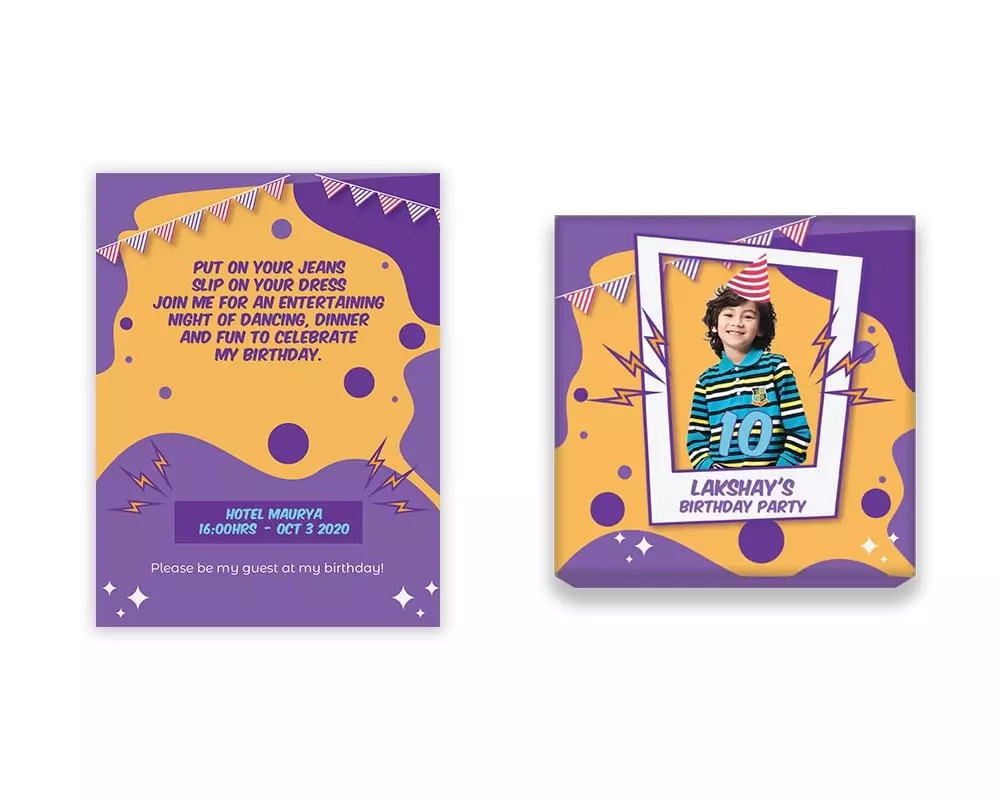 PUT ON YOUR JEANS
SLIP ON YOUR DRESS
JOIN ME FOR AN ENTERTAINING
NIGHT OF DANCING, DINNER
AND FUN TO CELEBRATE
MY BIRTHDAY.
HOTEL MAURYA
16:00HRS - OCT 3 2020
Please be my guest at my birthday!
10
LAKSHAY'S
BIRTHDAY PARTY